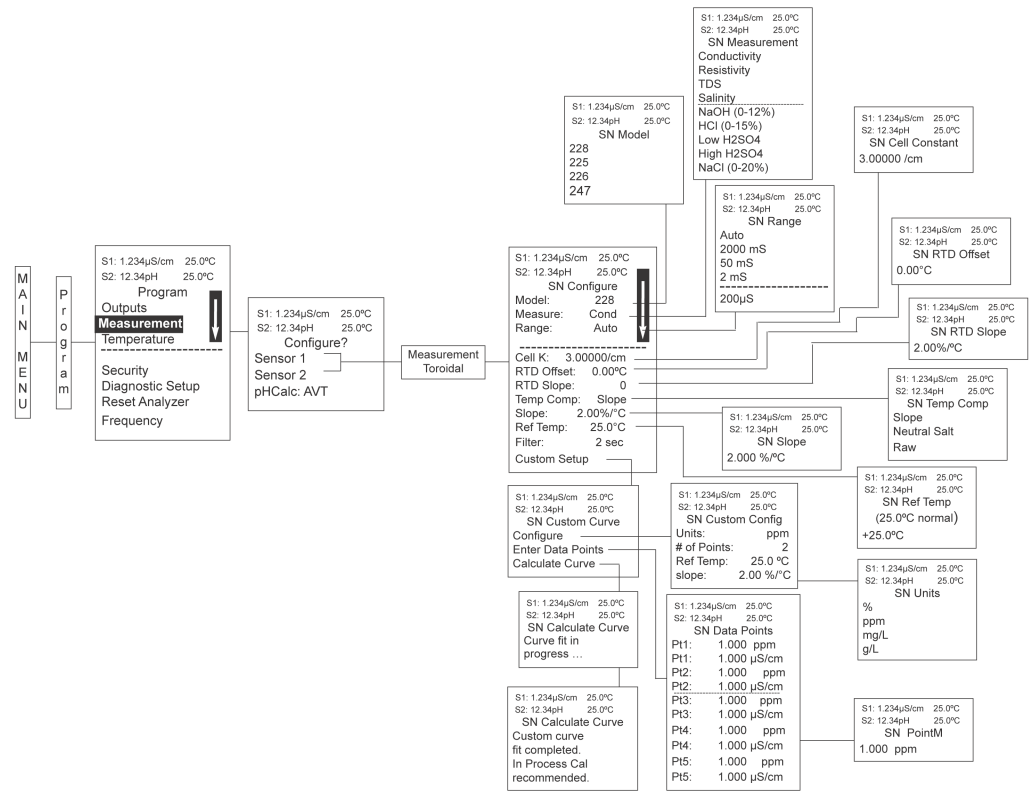 MAIN MENU
Program
S1: 1.234µS/cm 25.0ºC
S2: 12.34pH 25.0ºC
Program
Outputs
Measurement
Temperature
Security
Diagnostic Setup
Reset Analyzer
Frequency
S1: 1.234µS/cm 25.0ºC
S2: 12.34pH 25.0ºC
Configure?
Sensor 1
Sensor 2
pHCalc: AVT
Measurement
Toroidal
S1: 1.234µS/cm 25.0ºC
S2: 12.34pH 25.0ºC
SN Configure
Model: 228
Measure: Cond
Range: Auto
Cell K: 3.00000/cm
RTD Offset: 0.00ºC
RTD Slope: 0
Temp Comp: Slope
Slope: 2.00%/°C
Ref Temp: 25.0°C
Filter: 2 sec
Custom Setup
S1: 1.234µS/cm 25.0ºC
S2: 12.34pH 25.0ºC
SN Model
228
225
226
247
S1: 1.234µS/cm 25.0ºC
S2: 12.34pH 25.0ºC
SN Measurement
Conductivity
Resistivity
TDS
Salinity
NaOH (0-12%)
HCl (0-15%)
Low H2SO4
High H2SO4
NaCl (0-20%)
S1: 1.234µS/cm 25.0ºC
S2: 12.34pH 25.0ºC
SN Range
Auto
2000 mS
50 mS
2 mS
200µS
S1: 1.234µS/cm 25.0ºC
S2: 12.34pH 25.0ºC
SN Cell Constant
3.00000 /cm
S1: 1.234µS/cm 25.0ºC
S2: 12.34pH 25.0ºC
SN RTD Offset
0.00°C
S1: 1.234µS/cm 25.0ºC
S2: 12.34pH 25.0ºC
SN RTD Slope
2.00%/ºC
S1: 1.234µS/cm 25.0ºC
S2: 12.34pH 25.0ºC
SN Temp Comp
Slope
Neutral Salt
Raw
S1: 1.234µS/cm 25.0ºC
S2: 12.34pH 25.0ºC
SN Slope
2.000 %/ºC
S1: 1.234µS/cm 25.0ºC
S2: 12.34pH 25.0ºC
SN Ref Temp
(25.0ºC normal)
+25.0ºC
S1: 1.234µS/cm 25.0ºC
S2: 12.34pH 25.0ºC
SN Custom Curve
Configure
Enter Data Points
Calculate Curve
S1: 1.234µS/cm 25.0ºC
S2: 12.34pH 25.0ºC
SN Custom Config
Units: ppm
# of Points: 2
Ref Temp: 25.0 ºC
slope: 2.00 %/°C
S1: 1.234µS/cm 25.0ºC
S2: 12.34pH 25.0ºC
SN Units
%
ppm
mg/L
g/L
S1: 1.234µS/cm 25.0ºC
S2: 12.34pH 25.0ºC
SN Calculate Curve
Curve fit in
progress …
S1: 1.234µS/cm 25.0ºC
S2: 12.34pH 25.0ºC
SN Data Points
Pt1: 1.000 ppm
Pt1: 1.000 µS/cm
Pt2: 1.000 ppm
Pt2: 1.000 µS/cm
Pt3: 1.000 ppm
Pt3: 1.000 µS/cm
Pt4: 1.000 ppm
Pt4: 1.000 µS/cm
Pt5: 1.000 ppm
Pt5: 1.000 µS/cm
S1: 1.234µS/cm 25.0ºC
S2: 12.34pH 25.0ºC
SN Calculate Curve
Custom curve
fit completed.
In Process Cal
recommended.
S1: 1.234µS/cm 25.0ºC
S2: 12.34pH 25.0ºC
SN PointM
1.000 ppm